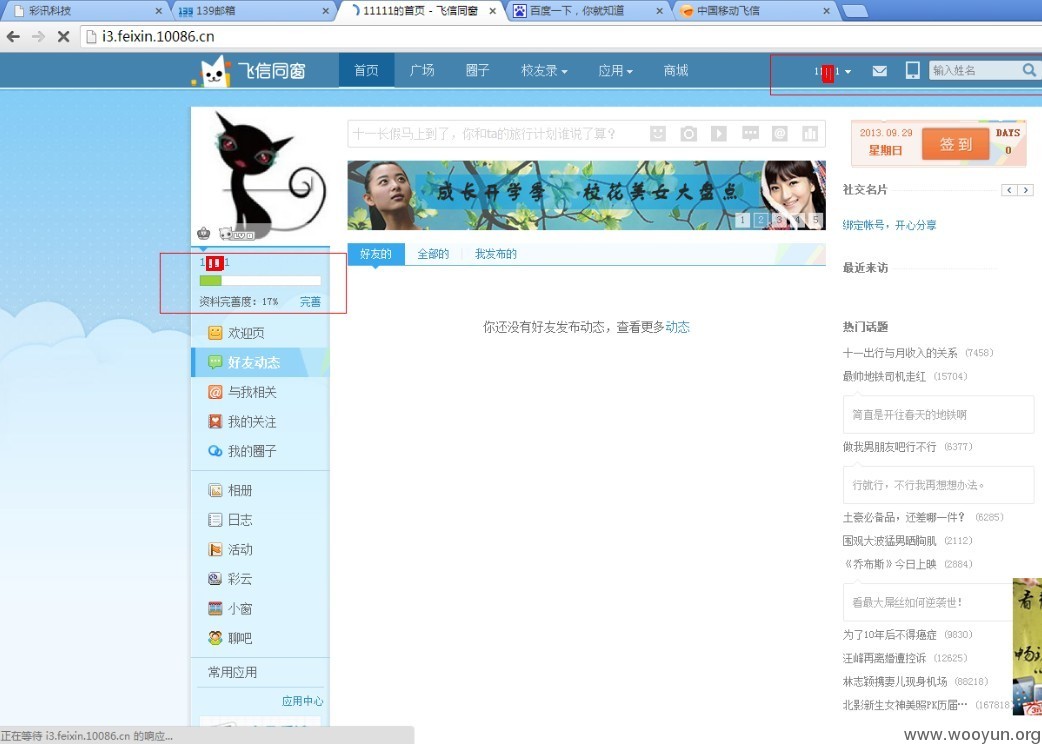 彩讯科技
139邮箱
11111的首页 - 飞信同窗
百度一下,你就知道
中国移动飞信
i3.feixin.10086.cn
飞信同窗
首页
广场
圈子
校友录
应用
商城
输入姓名
十一长假马上到了,你和ta的旅行计划谁说了算?
成长开学季 校花美女大盘点
1 2 3 4 5
2013.09.29
星期日
签到
DAYS
0
社交名片
绑定帐号,开心分享
最近来访
好友的
全部的
我发布的
你还没有好友发布动态,查看更多动态
资料完善度:17%
完善
欢迎页
好友动态
与我相关
我的关注
我的圈子
相册
日志
活动
彩云
小窗
聊吧
常用应用
应用中心
热门话题
十一出行与月收入的关系 (7458)
最帅地铁司机走红 (15704)
简直是开往春天的地铁啊
做我男朋友吧行不行 (6377)
行就行,不行我再想想办法。
土豪必备品,还差哪一件? (6285)
围观大波猛男晒胸肌 (2112)
《乔布斯》今日上映 (2884)
看最大屌丝如何逆袭世!
为了10年后不得癌症 (9830)
汪峰再离婚遭控诉 (12625)
林志颖携妻儿现身机场 (88218)
北影新生女神美照PK历届… (167818
看
畅
正在等待 i3.feixin.10086.cn 的响应...
www.wooyun.org